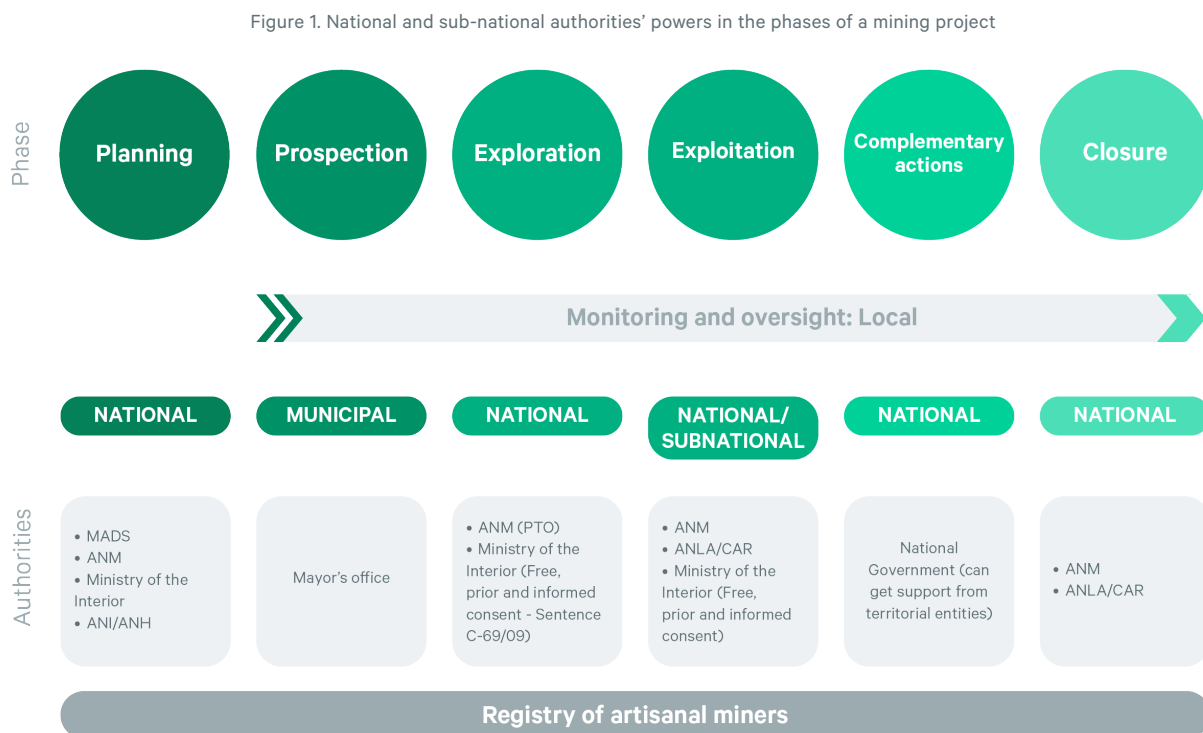 Figure 1. National and sub-national authorities' powers in the phases of a mining project
Phase
Planning
Prospection
Exploration
Exploitation
Complementary
actions
Closure
Monitoring and oversight: Local
NATIONAL
MUNICIPAL
NATIONAL
NATIONAL/
SUBNATIONAL
NATIONAL
NATIONAL
Authorities
• MADS
• ANM
• Ministry of the
Interior
• ANI/ANH
Mayor's office
• ANM (PTO)
• Ministry of the
Interior (Free,
prior and informed
consent - Sentence
C-69/09)
• ANM
• ANLA/CAR
• Ministry of the
Interior (Free,
prior and informed
consent)
National
Government (can
get support from
territorial entities)
• ANM
• ANLA/CAR
Registry of artisanal miners